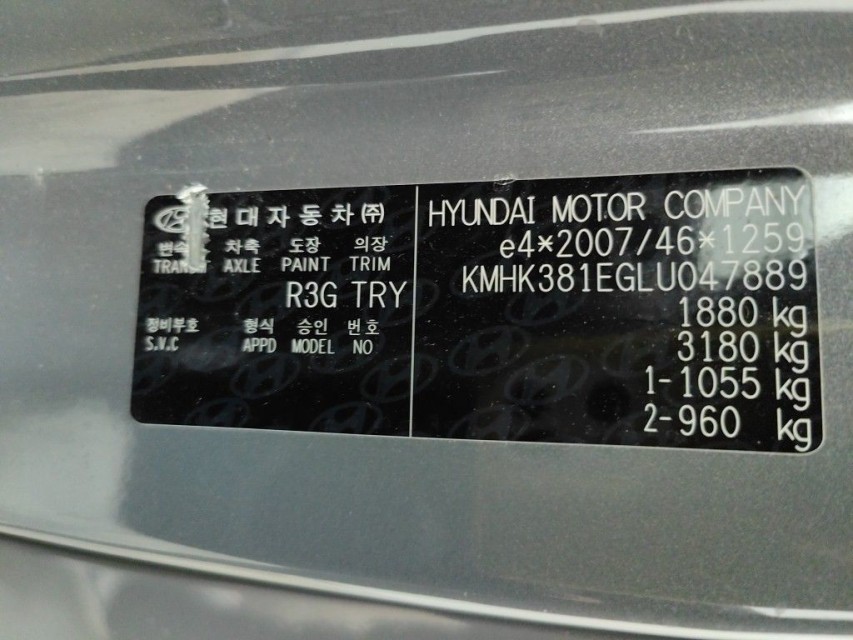 현대자동차㈜
변속 차축 도장 의장
AXLE PAINT TRIM
R3G TRY
정비부호 형식 승인 번호
S.V.C APPD MODEL NO
HYUNDAI MOTOR COMPANY
e4*2007/46*1259
KMHK381EGLU047889
1880 kg
3180 kg
1-1055 kg
2-960 kg